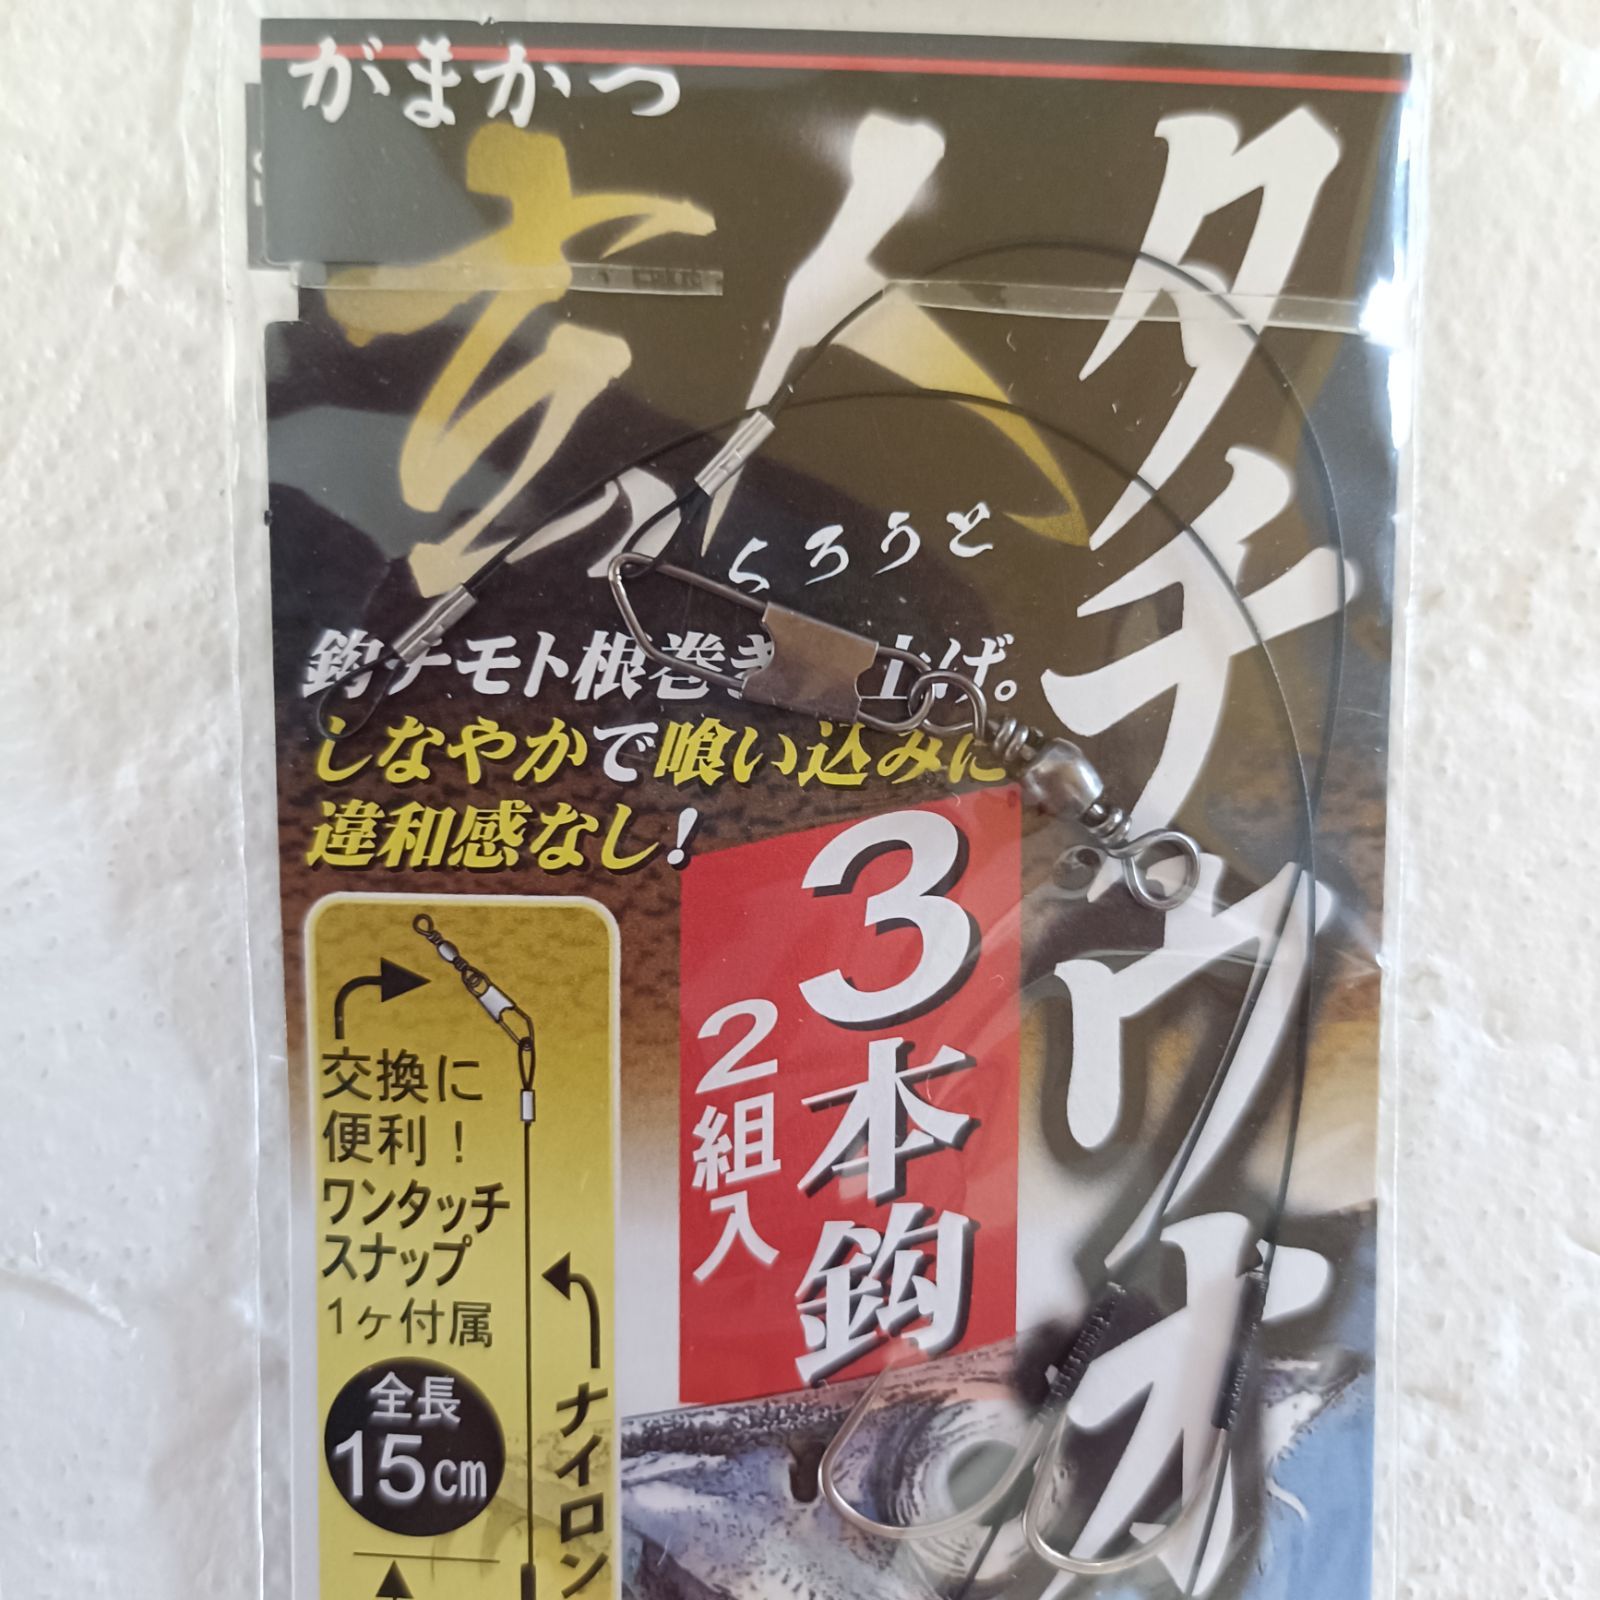 がまかつ
玄人
くろうと
タチウオ
鈎チモト根巻き 上げ。
しなやかで喰い込みに
違和感なし!
3本鈎
2組入
交換に
便利!
ワンタッチ
スナップ
1ヶ付属
全長
15cm
ナイロン